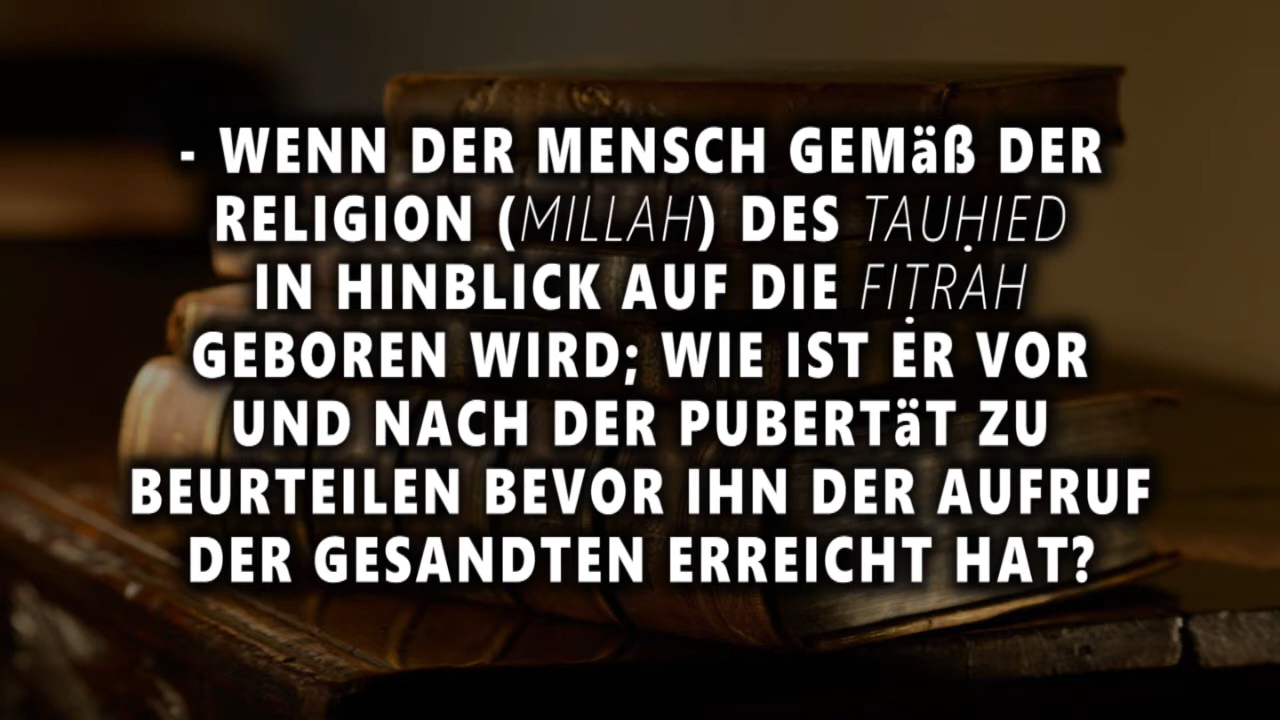 - WENN DER MENSCH GEMäß DER
RELIGION (MILLAH) DES TAUḤIED
IN HINBLICK AUF DIE FIṬRAH
GEBOREN WIRD; WIE IST ER VOR
UND NACH DER PUBERTäT ZU
BEURTEILEN BEVOR IHN DER AUFRUF
DER GESANDTEN ERREICHT HAT?